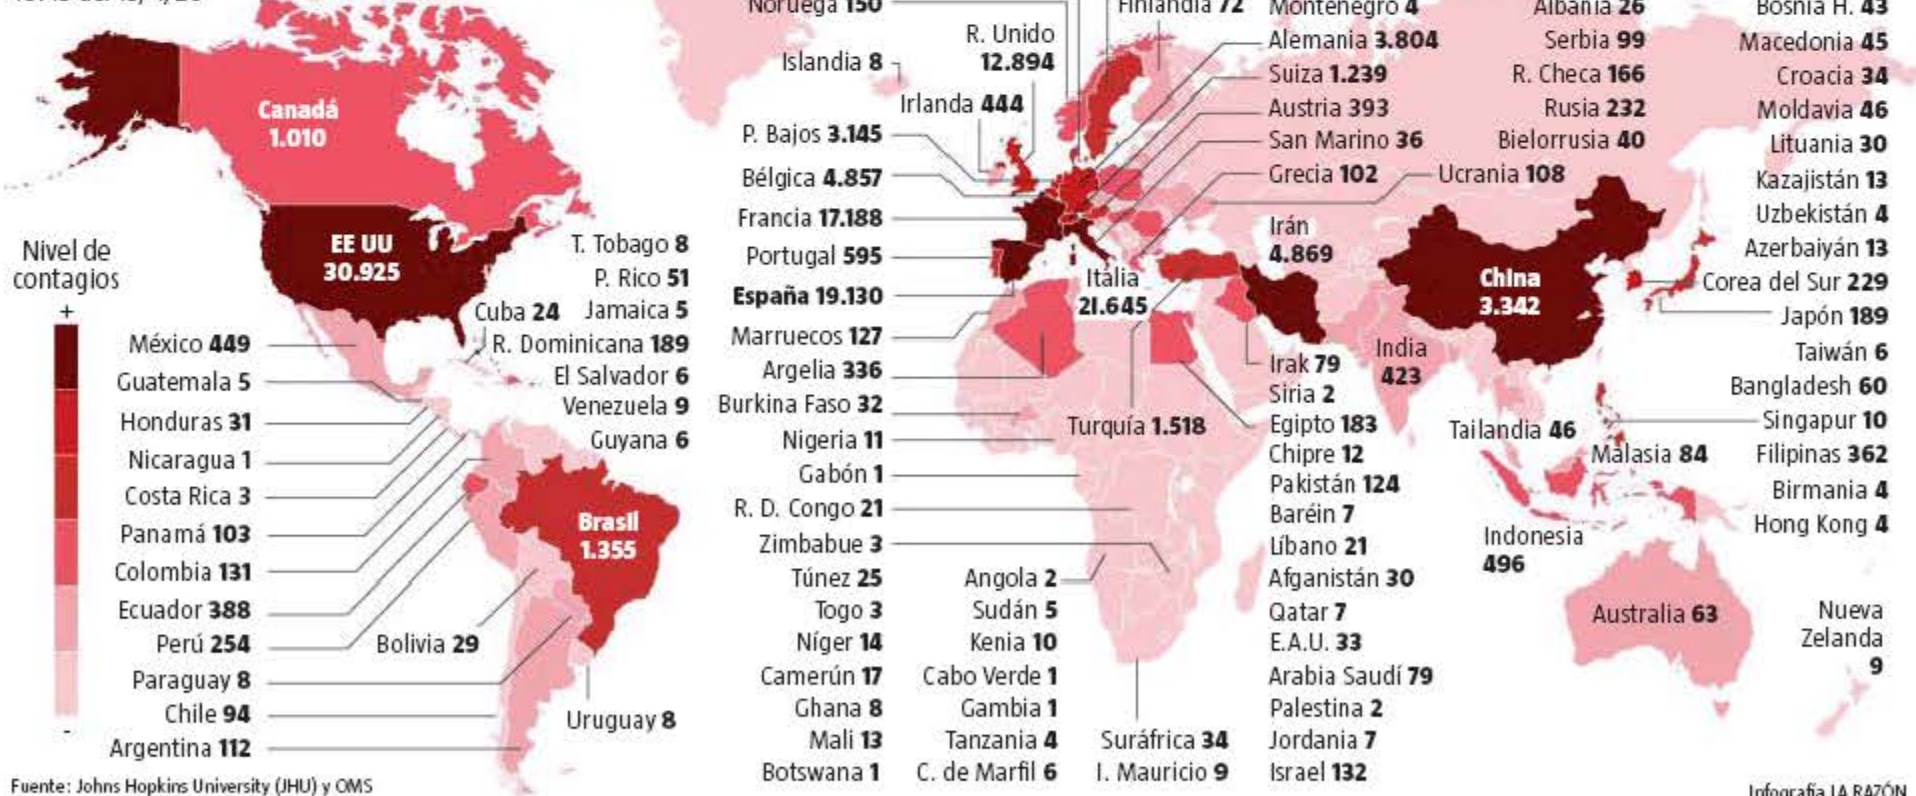 Noruega 150
Finlandia 72
Montenegro 4
Albania 26
Bosnia H. 43
R. Unido
12.894
Alemania 3.804
Serbia 99
Macedonia 45
Islandia 8
Suiza 1.239
R. Checa 166
Croacia 34
Irlanda 444
Austria 393
Rusia 232
Moldavia 46
Canadá
1.010
P. Bajos 3.145
San Marino 36
Bielorrusia 40
Lituania 30
Bélgica 4.857
Grecia 102
Ucrania 108
Kazajistán 13
Francia 17.188
Uzbekistán 4
Nivel de
contagios
+
-
EE UU
30.925
T. Tobago 8
Portugal 595
Irán
4.869
Azerbaiyán 13
P. Rico 51
España 19.130
Italia
21.645
China
3.342
Corea del Sur 229
Cuba 24
Jamaica 5
Japón 189
México 449
R. Dominicana 189
Marruecos 127
Irak 79
India
423
Taiwán 6
Guatemala 5
El Salvador 6
Argelia 336
Siria 2
Bangladesh 60
Honduras 31
Venezuela 9
Burkina Faso 32
Turquía 1.518
Egipto 183
Tailandia 46
Singapur 10
Nicaragua 1
Guyana 6
Nigeria 11
Chipre 12
Malasia 84
Filipinas 362
Costa Rica 3
Gabón 1
Pakistán 124
Birmania 4
Panamá 103
Brasil
1.355
R. D. Congo 21
Baréin 7
Indonesia
496
Hong Kong 4
Colombia 131
Zimbabue 3
Líbano 21
Ecuador 388
Túnez 25
Angola 2
Afganistán 30
Perú 254
Bolivia 29
Togo 3
Sudán 5
Qatar 7
Australia 63
Nueva
Zelanda
9
Paraguay 8
Níger 14
Kenia 10
E.A.U. 33
Chile 94
Uruguay 8
Camerún 17
Cabo Verde 1
Arabia Saudí 79
Argentina 112
Ghana 8
Gambia 1
Palestina 2
Mali 13
Tanzania 4
Suráfrica 34
Jordania 7
Botswana 1
C. de Marfil 6
I. Mauricio 9
Israel 132
Fuente: Johns Hopkins University (JHU) y OMS
Infografía LA RAZÓN